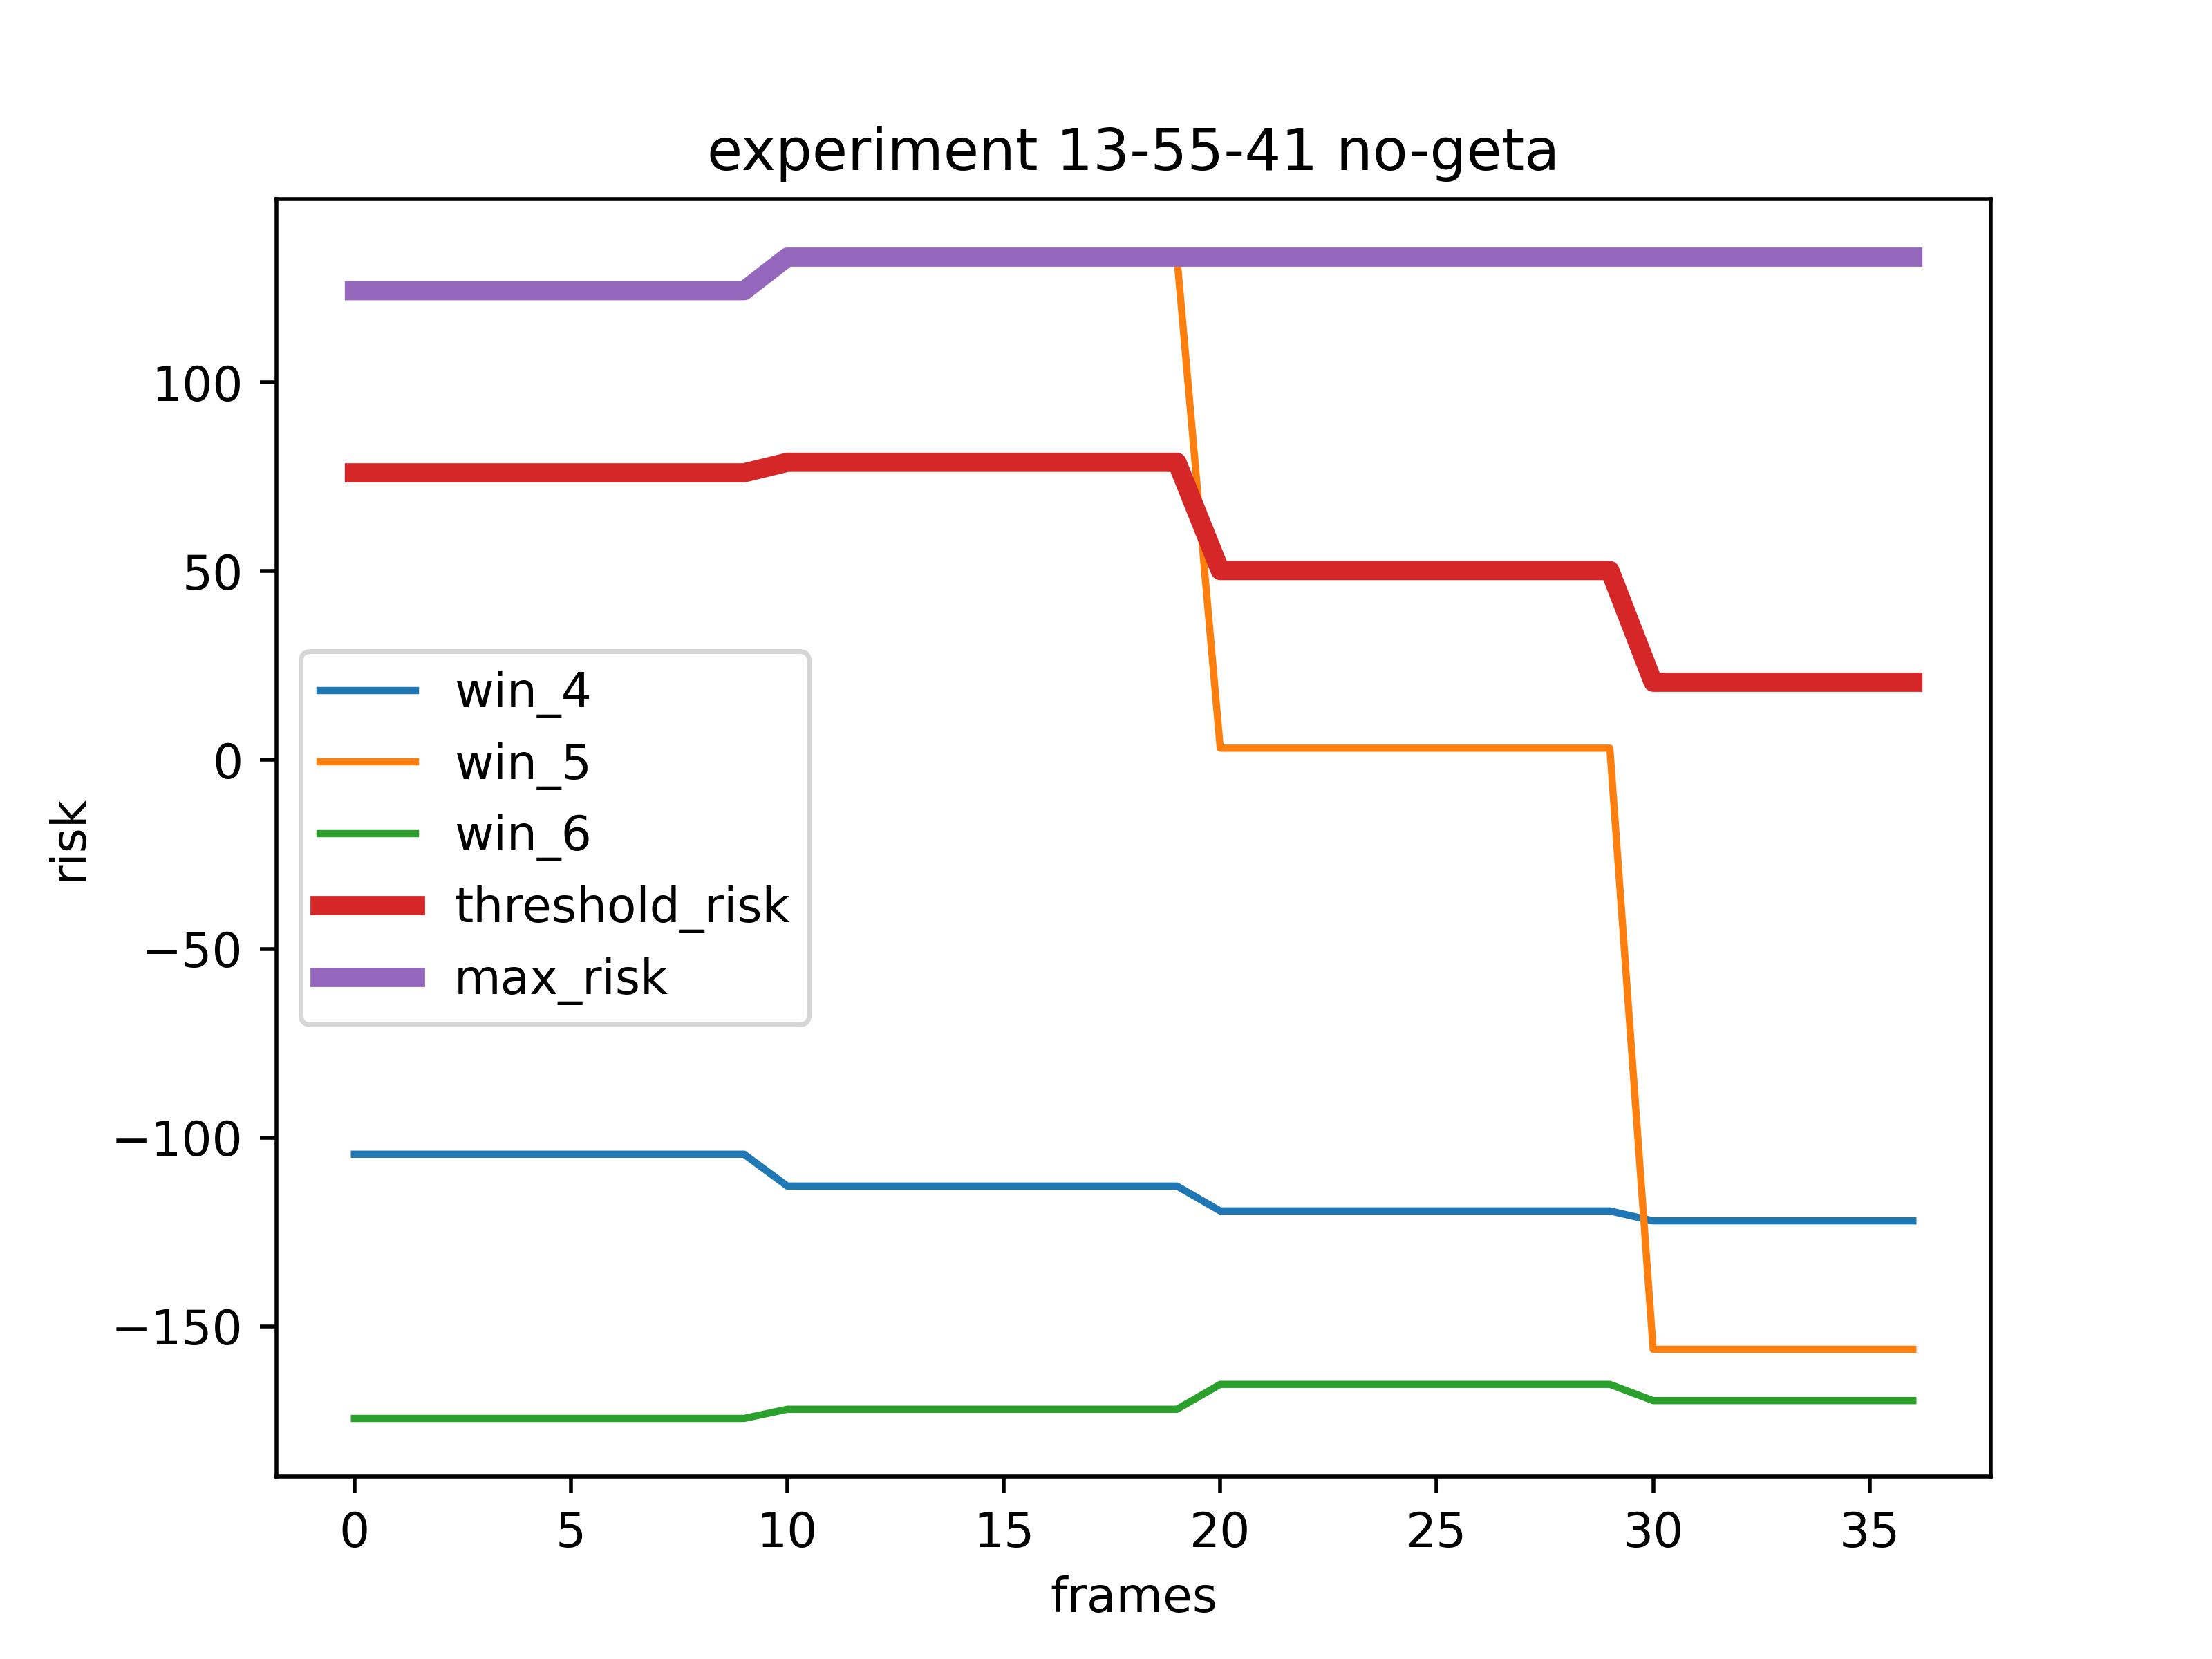 experiment 13-55-41 no-geta
risk
100
50
0
−50
−100
−150
win_4
win_5
win_6
threshold_risk
max_risk
0 5 10 15 20 25 30 35
frames